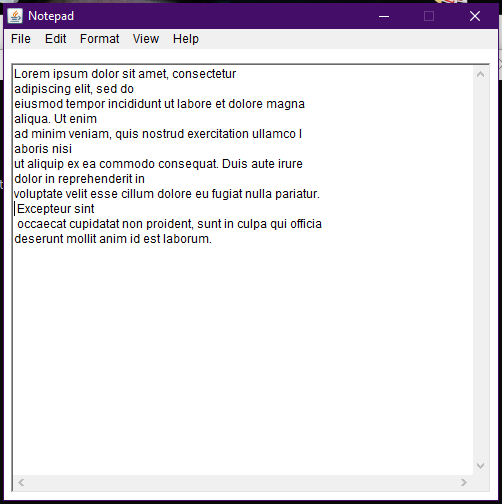 Notepad
File Edit Format View Help
Lorem ipsum dolor sit amet, consectetur
adipiscing elit, sed do
eiusmod tempor incididunt ut labore et dolore magna
aliqua. Ut enim
ad minim veniam, quis nostrud exercitation ullamco l
aboris nisi
ut aliquip ex ea commodo consequat. Duis aute irure
dolor in reprehenderit in
voluptate velit esse cillum dolore eu fugiat nulla pariatur.
Excepteur sint
occaecat cupidatat non proident, sunt in culpa qui officia
deserunt mollit anim id est laborum.